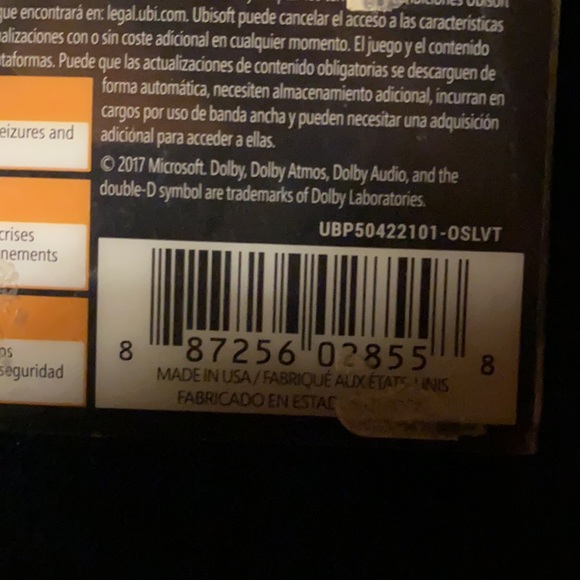 Ubisoft
que encontrará en: legal.ubi.com. Ubisoft puede cancelar el acceso a las características
alizaciones con o sin coste adicional en cualquier momento. El juego y el contenido
taformas. Puede que las actualizaciones de contenido obligatorias se descarguen de
forma automática, necesiten almacenamiento adicional, incurran en
cargos por uso de banda ancha y pueden necesitar una adquisición
adicional para acceder a ellas.
eizures and
© 2017 Microsoft. Dolby, Dolby Atmos, Dolby Audio, and the
double-D symbol are trademarks of Dolby Laboratories.
UBP50422101-OSLVT
crises
nements
os
seguridad
8 87256 02855 8
MADE IN USA / FABRIQUÉ AUX ÉTATS-UNIS
FABRICADO EN ESTAD